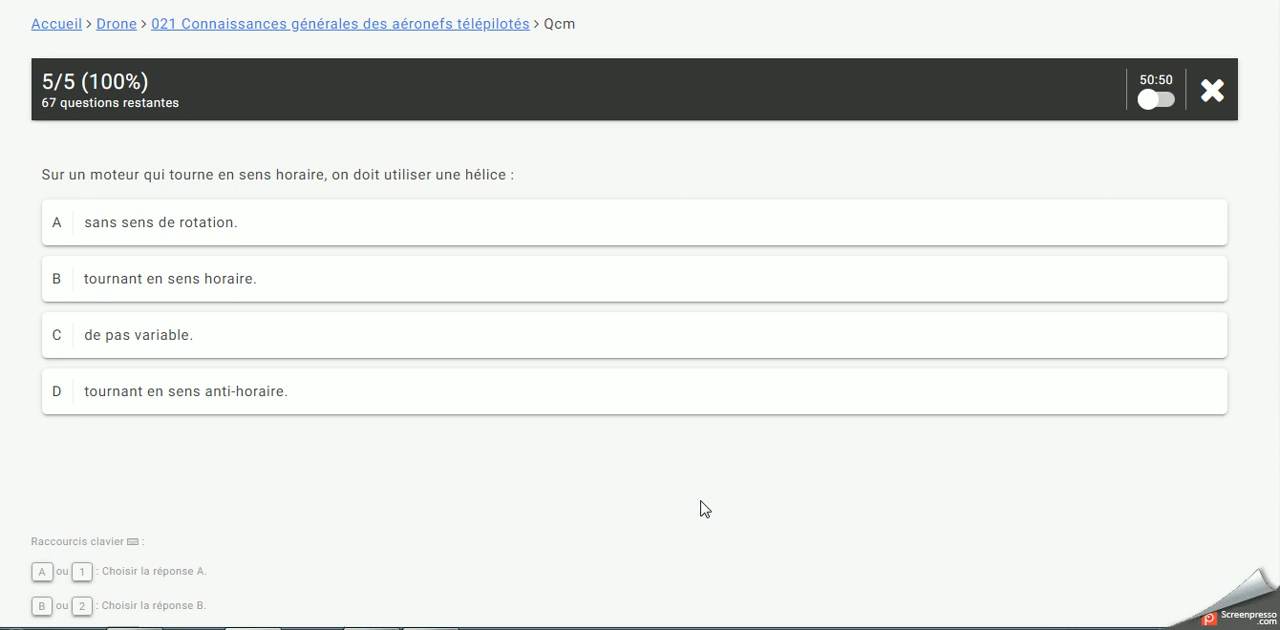 Accueil > Drone > 021 Connaissances générales des aéronefs télépilotés > Qcm
5/5 (100%)
67 questions restantes
50:50
Sur un moteur qui tourne en sens horaire, on doit utiliser une hélice :
A sans sens de rotation.
B tournant en sens horaire.
C de pas variable.
D tournant en sens anti-horaire.
Raccourcis clavier :
A ou 1 : Choisir la réponse A.
B ou 2 : Choisir la réponse B.
Screenpresso
.com